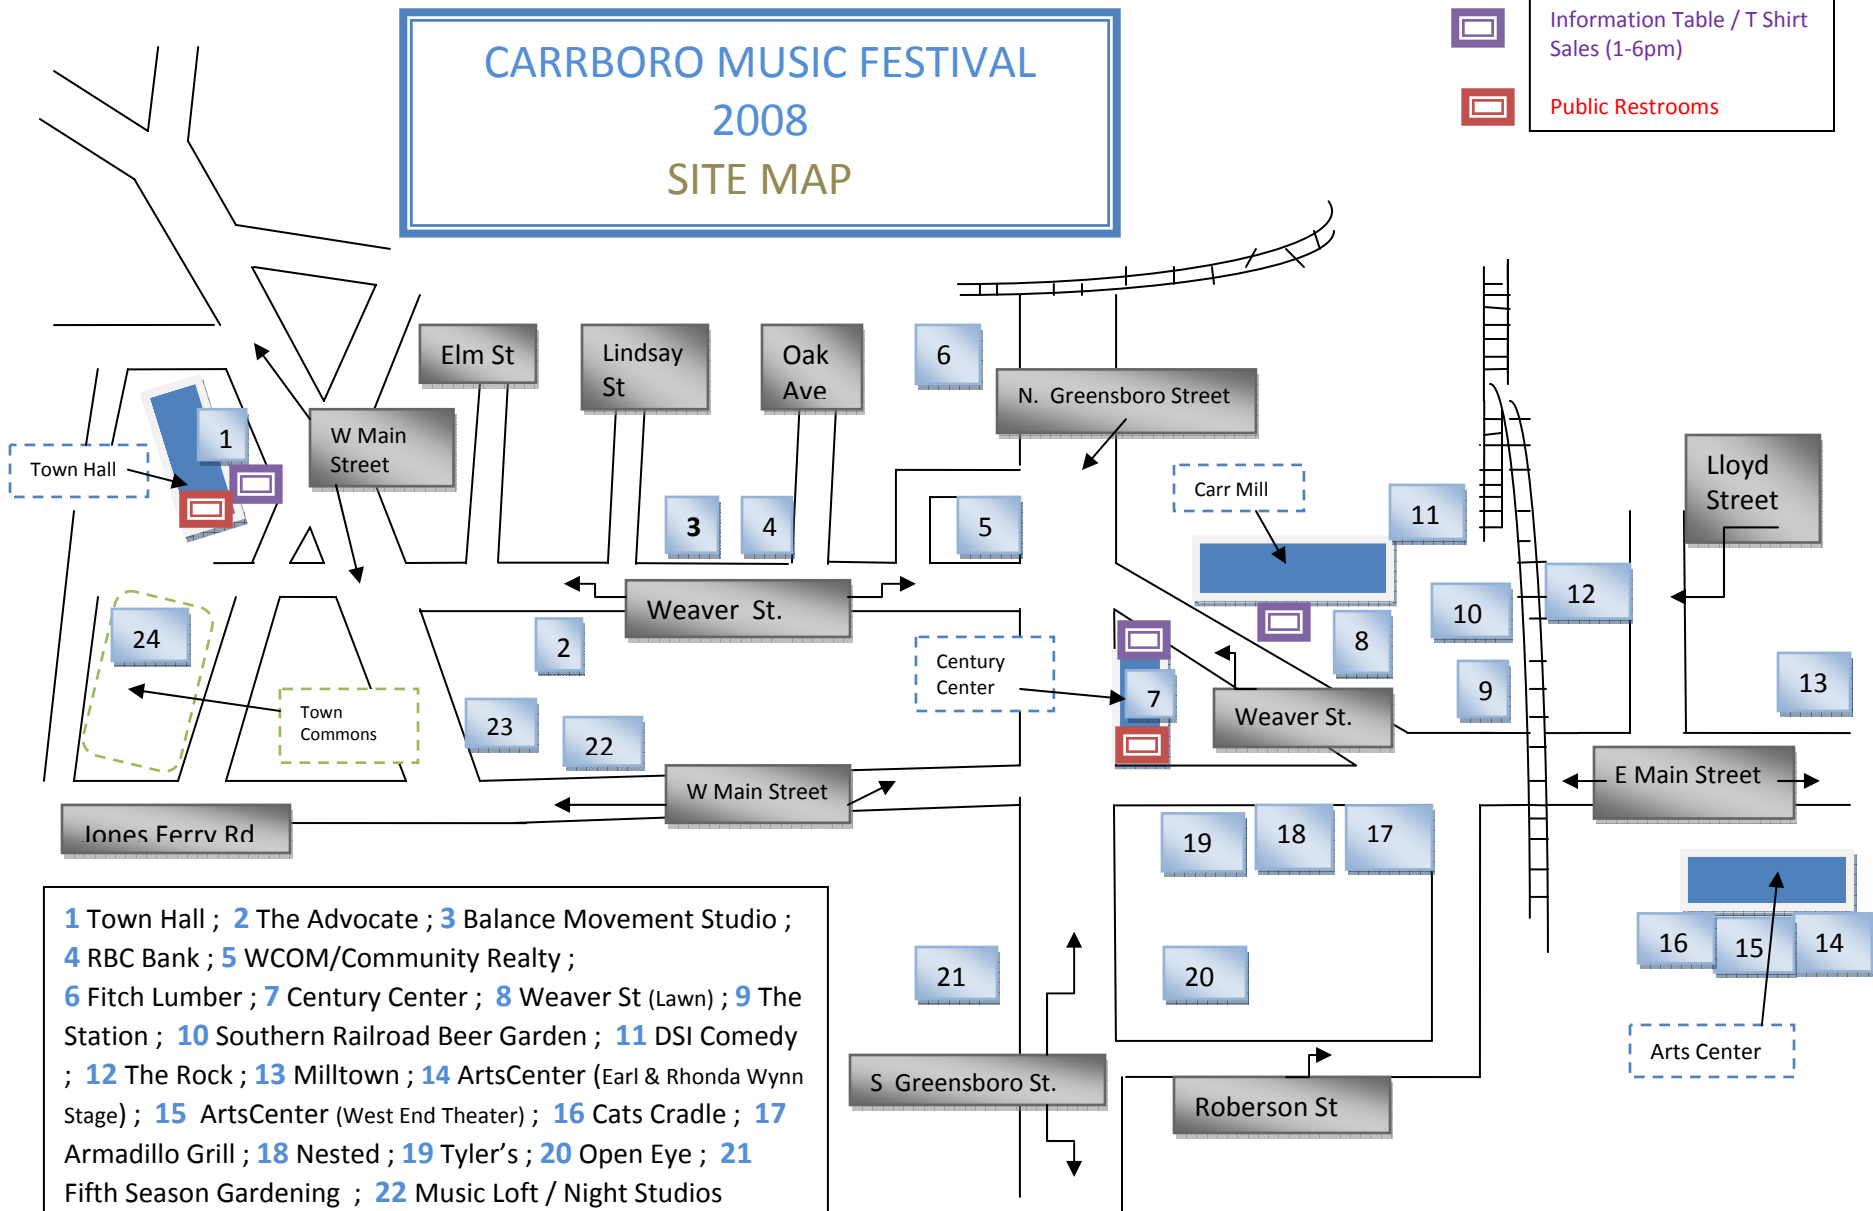 CARRBORO MUSIC FESTIVAL
2008
SITE MAP
Information Table / T Shirt
Sales (1-6pm)
Public Restrooms
Elm St
Lindsay
St
Oak
Ave
6
N. Greensboro Street
1
W Main
Street
Town Hall
Lloyd
Street
Carr Mill
11
3
4
5
24
Weaver St.
10
12
2
8
Century
Center
7
9
13
Town
Commons
23
22
Weaver St.
W Main Street
E Main Street
Jones Ferry Rd
19
18
17
16
15
14
21
20
Arts Center
S Greensboro St.
Roberson St
1 Town Hall ; 2 The Advocate ; 3 Balance Movement Studio ;
4 RBC Bank ; 5 WCOM/Community Realty ;
6 Fitch Lumber ; 7 Century Center ; 8 Weaver St (Lawn) ; 9 The
Station ; 10 Southern Railroad Beer Garden ; 11 DSI Comedy
; 12 The Rock ; 13 Milltown ; 14 ArtsCenter (Earl & Rhonda Wynn
Stage) ; 15 ArtsCenter (West End Theater) ; 16 Cats Cradle ; 17
Armadillo Grill ; 18 Nested ; 19 Tyler's ; 20 Open Eye ; 21
Fifth Season Gardening ; 22 Music Loft / Night Studios